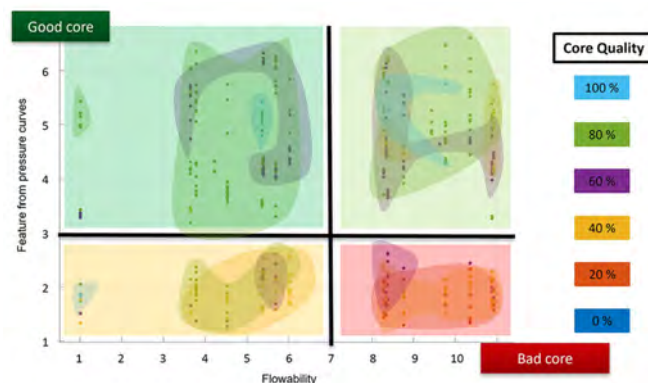 Good core
Core Quality
100 %
80 %
60 %
40 %
20 %
0 %
Feature from pressure curves
6
5
4
3
2
1
1 2 3 4 5 6 7 8 9 10 11
Flowability
Bad core